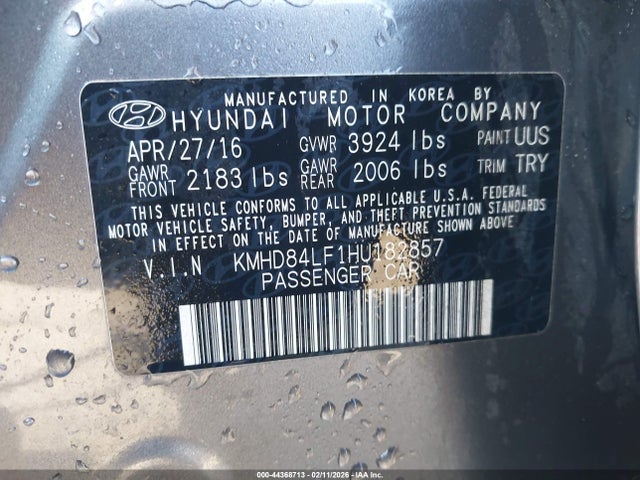 MANUFACTURED IN KOREA BY
HYUNDAI MOTOR COMPANY
APR/27/16 GVWR 3924 lbs PAINT UUS
GAWR FRONT 2183 lbs GAWR REAR 2006 lbs TRIM TRY
THIS VEHICLE CONFORMS TO ALL APPLICABLE U.S.A. FEDERAL
MOTOR VEHICLE SAFETY, BUMPER, AND THEFT PREVENTION STANDARDS
IN EFFECT ON THE DATE OF MANUFACTURE SHOWN ABOVE.
V.I.N KMHD84LF1HU182857
PASSENGER CAR
000-44368713 - 02/11/2026 - IAA Inc.